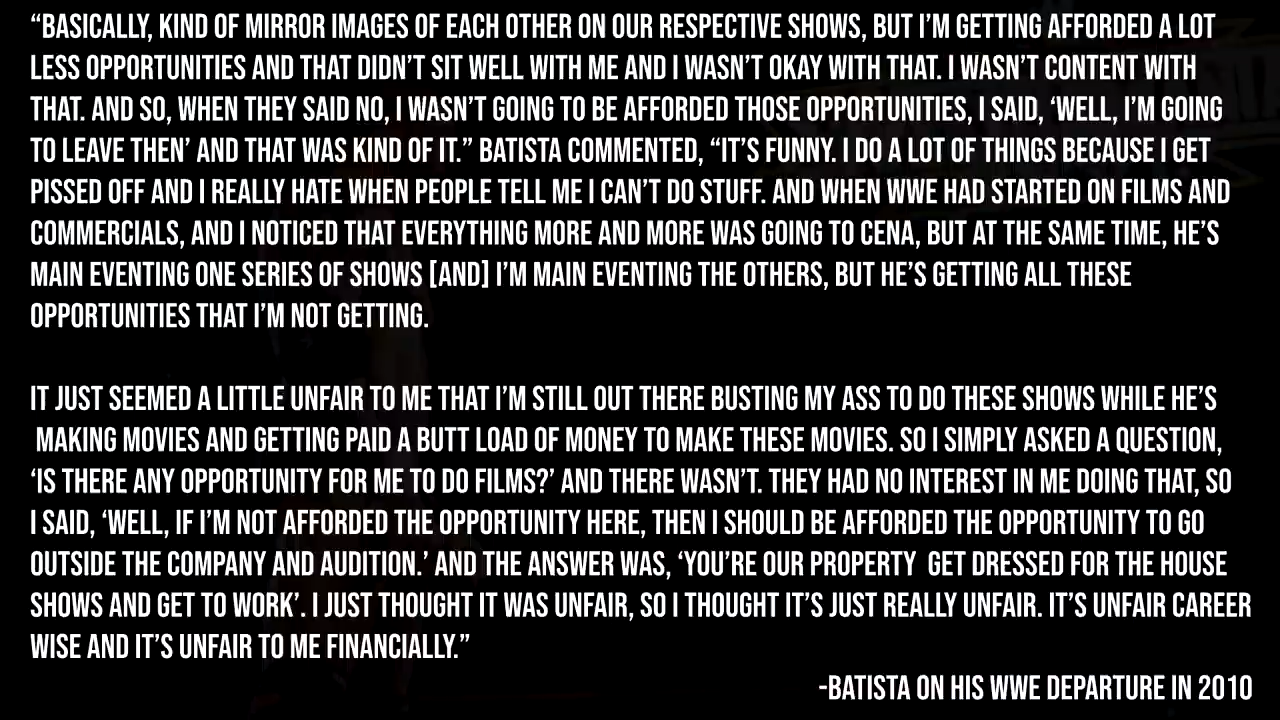 “BASICALLY, KIND OF MIRROR IMAGES OF EACH OTHER ON OUR RESPECTIVE SHOWS, BUT I’M GETTING AFFORDED A LOT
LESS OPPORTUNITIES AND THAT DIDN’T SIT WELL WITH ME AND I WASN’T OKAY WITH THAT. I WASN’T CONTENT WITH
THAT. AND SO, WHEN THEY SAID NO, I WASN’T GOING TO BE AFFORDED THOSE OPPORTUNITIES, I SAID, ‘WELL, I’M GOING
TO LEAVE THEN’ AND THAT WAS KIND OF IT.” BATISTA COMMENTED, “IT’S FUNNY. I DO A LOT OF THINGS BECAUSE I GET
PISSED OFF AND I REALLY HATE WHEN PEOPLE TELL ME I CAN’T DO STUFF. AND WHEN WWE HAD STARTED ON FILMS AND
COMMERCIALS, AND I NOTICED THAT EVERYTHING MORE AND MORE WAS GOING TO CENA, BUT AT THE SAME TIME, HE’S
MAIN EVENTING ONE SERIES OF SHOWS [AND] I’M MAIN EVENTING THE OTHERS, BUT HE’S GETTING ALL THESE
OPPORTUNITIES THAT I’M NOT GETTING.
IT JUST SEEMED A LITTLE UNFAIR TO ME THAT I’M STILL OUT THERE BUSTING MY ASS TO DO THESE SHOWS WHILE HE’S
MAKING MOVIES AND GETTING PAID A BUTT LOAD OF MONEY TO MAKE THESE MOVIES. SO I SIMPLY ASKED A QUESTION,
‘IS THERE ANY OPPORTUNITY FOR ME TO DO FILMS?’ AND THERE WASN’T. THEY HAD NO INTEREST IN ME DOING THAT, SO
I SAID, ‘WELL, IF I’M NOT AFFORDED THE OPPORTUNITY HERE, THEN I SHOULD BE AFFORDED THE OPPORTUNITY TO GO
OUTSIDE THE COMPANY AND AUDITION.’ AND THE ANSWER WAS, ‘YOU’RE OUR PROPERTY  GET DRESSED FOR THE HOUSE
SHOWS AND GET TO WORK’. I JUST THOUGHT IT WAS UNFAIR, SO I THOUGHT IT’S JUST REALLY UNFAIR. IT’S UNFAIR CAREER
WISE AND IT’S UNFAIR TO ME FINANCIALLY.”
-BATISTA ON HIS WWE DEPARTURE IN 2010